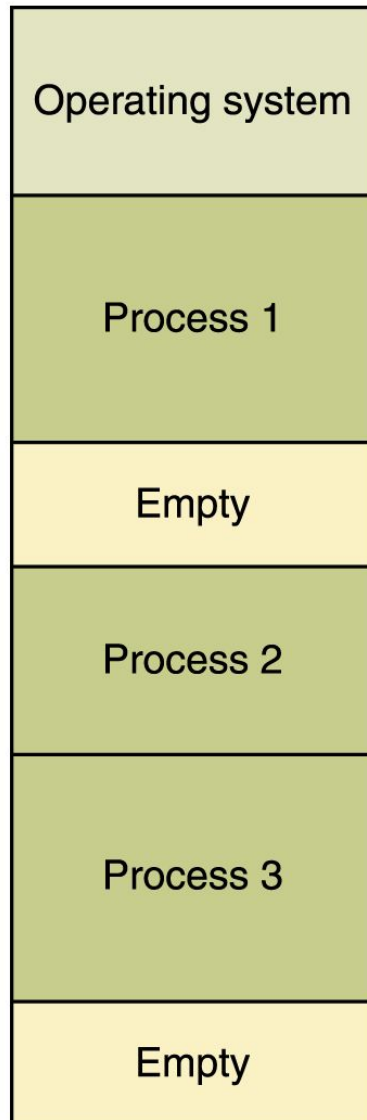 Operating system
Process 1
Empty
Process 2
Process 3
Empty